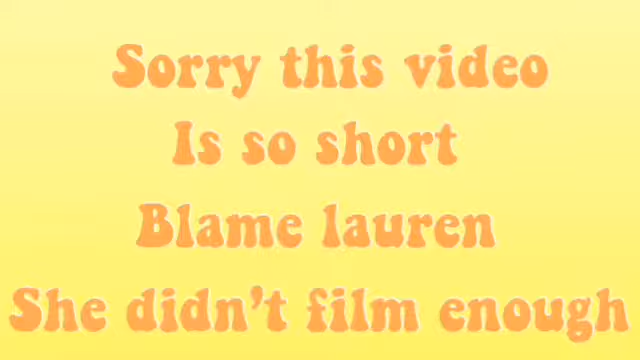 Sorry this video
Is so short
Blame lauren
She didn't film enough